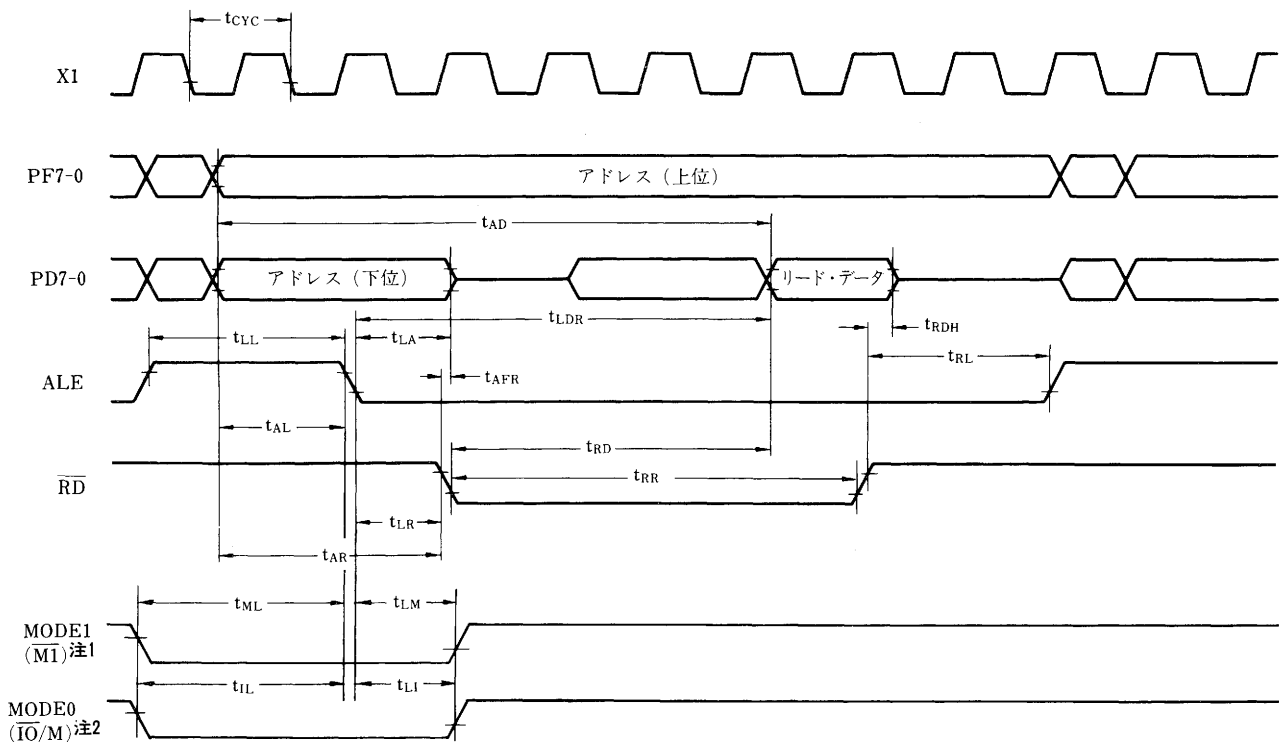 tCYC
X1
PF7-0
アドレス（上位）
tAD
PD7-0
アドレス（下位）
リード・データ
tLDR
tLL
tLA
tRDH
tRL
ALE
tAFR
tAL
tRD
RD
tRR
tLR
tAR
tML
tLM
MODE1
(M1)注1
tIL
tLI
MODE0
(IO/M)注2